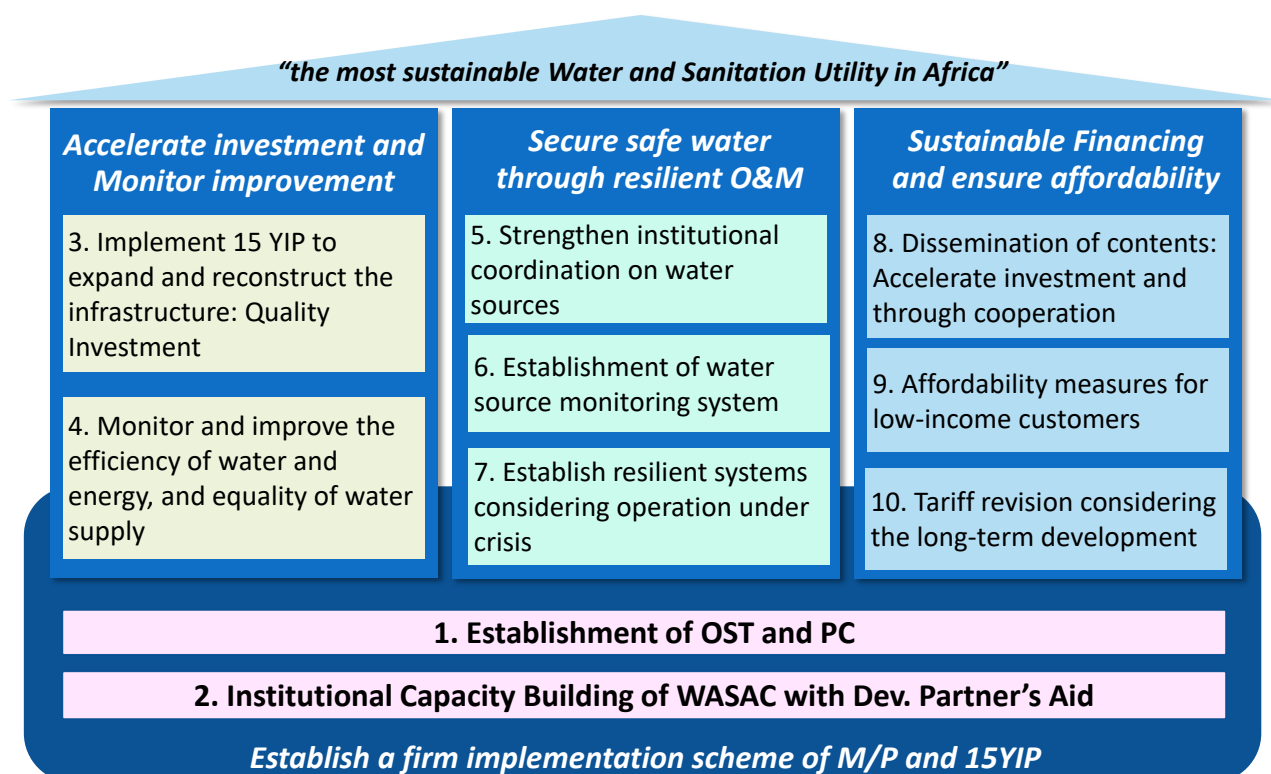 “the most sustainable Water and Sanitation Utility in Africa”
Accelerate investment and
Monitor improvement
3. Implement 15 YIP to
expand and reconstruct the
infrastructure: Quality
Investment
4. Monitor and improve the
efficiency of water and
energy, and equality of water
supply
Secure safe water
through resilient O&M
5. Strengthen institutional
coordination on water
sources
6. Establishment of water
source monitoring system
7. Establish resilient systems
considering operation under
crisis
Sustainable Financing
and ensure affordability
8. Dissemination of contents:
Accelerate investment and
through cooperation
9. Affordability measures for
low-income customers
10. Tariff revision considering
the long-term development
1. Establishment of OST and PC
2. Institutional Capacity Building of WASAC with Dev. Partner’s Aid
Establish a firm implementation scheme of M/P and 15YIP